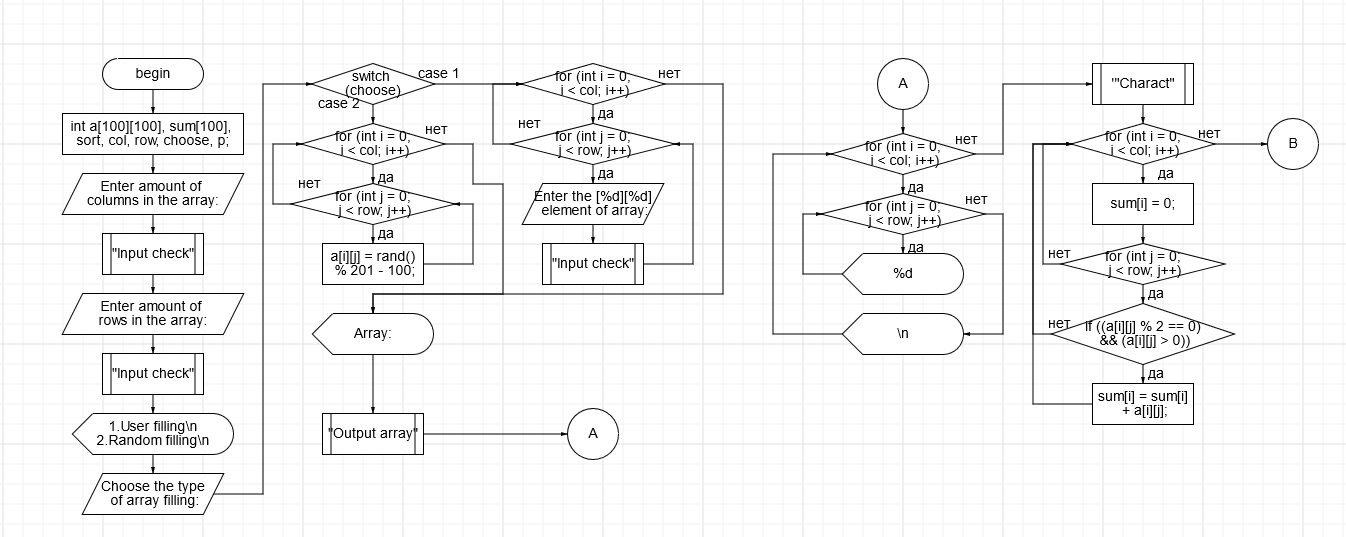 begin
int a[100][100], sum[100],
sort, col, row, choose, p;
Enter amount of
columns in the array:
"Input check"
Enter amount of
rows in the array:
"Input check"
1.User filling\n
2.Random filling\n
Choose the type
of array filling:
switch
(choose)
case 1
case 2
for (int i = 0;
i < col; i++)
нет
да
for (int j = 0;
j < row; j++)
нет
да
a[i][j] = rand()
% 201 - 100;
for (int i = 0;
i < col; i++)
нет
да
for (int j = 0;
j < row; j++)
нет
да
Enter the [%d][%d]
element of array:
"Input check"
Array:
"Output array"
A
A
for (int i = 0;
i < col; i++)
нет
да
for (int j = 0;
j < row; j++)
нет
да
%d
\n
'"Charact"
for (int i = 0;
i < col; i++)
нет
B
да
sum[i] = 0;
for (int j = 0;
j < row; j++)
нет
да
if ((a[i][j] % 2 == 0)
&& (a[i][j] > 0))
нет
да
sum[i] = sum[i]
+ a[i][j];